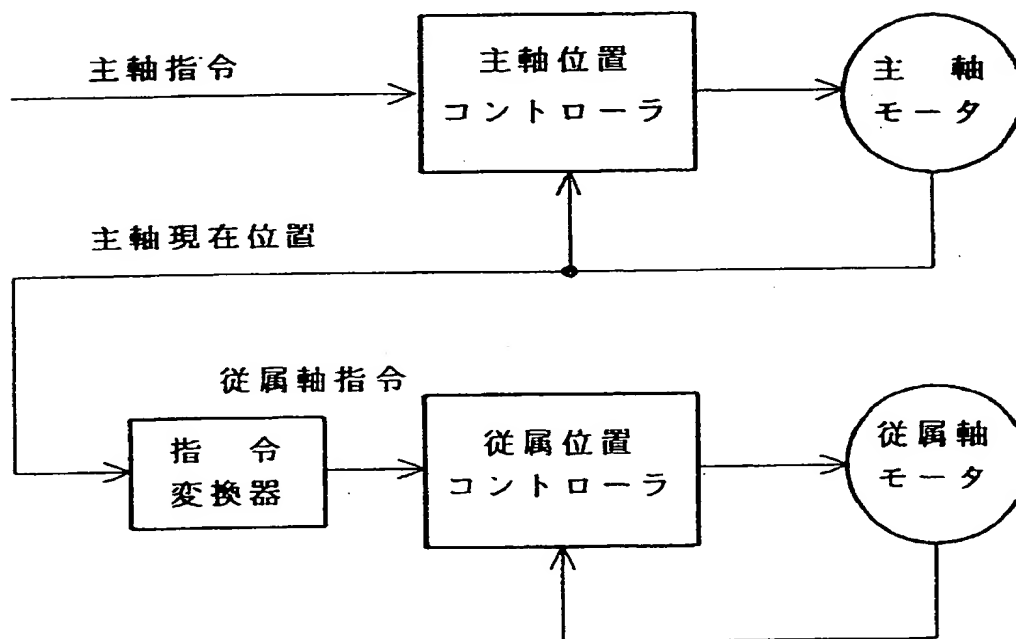 主軸指令
主軸位置
コントローラ
主 軸
モータ
主軸現在位置
従属軸指令
指 令
変換器
従属位置
コントローラ
従属軸
モータ